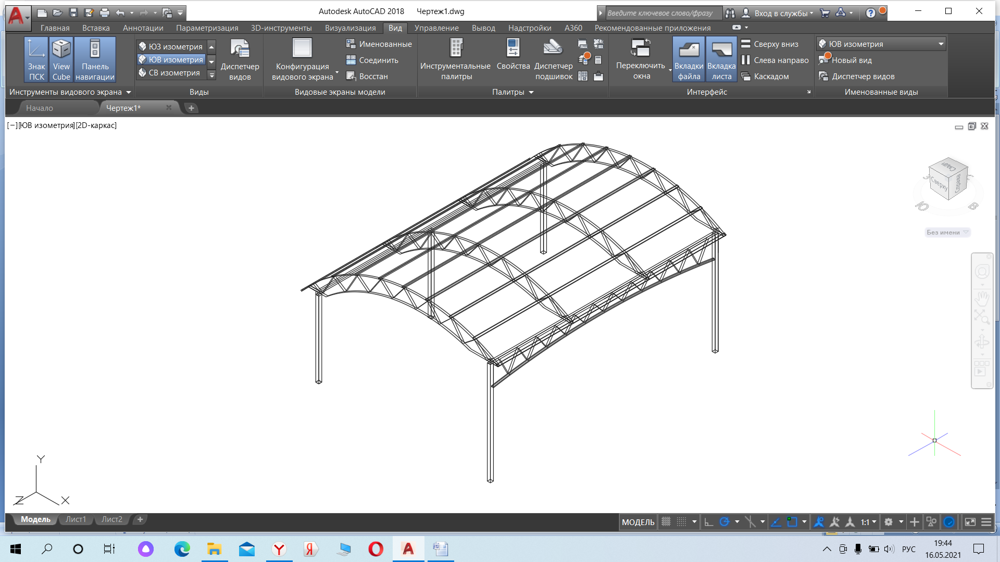 Autodesk AutoCAD 2018 Чертеж1.dwg
Введите ключевое слово/фразу
Вход в службы
Главная Вставка Аннотации Параметризация 3D-инструменты Визуализация Вид Управление Вывод Надстройки A360 Рекомендованные приложения
Знак ПСК
View Cube
Панель навигации
Инструменты видового экрана
ЮЗ изометрия
ЮВ изометрия
СВ изометрия
Диспетчер видов
Виды
Конфигурация видового экрана
Именованные
Соединить
Восстан
Видовые экраны модели
Инструментальные палитры
Свойства
Диспетчер подшивок
Палитры
Переключить окна
Вкладки файла
Вкладка листа
Сверху вниз
Слева направо
Каскадом
Интерфейс
ЮВ изометрия
Новый вид
Диспетчер видов
Именованные виды
Начало
Чертеж1*
[−][ЮВ изометрия][2D-каркас]
Сверху
Справа
Ю
В
Без имени
Y
Z
X
Модель Лист1 Лист2
МОДЕЛЬ
1:1
РУС
19:44
16.05.2021